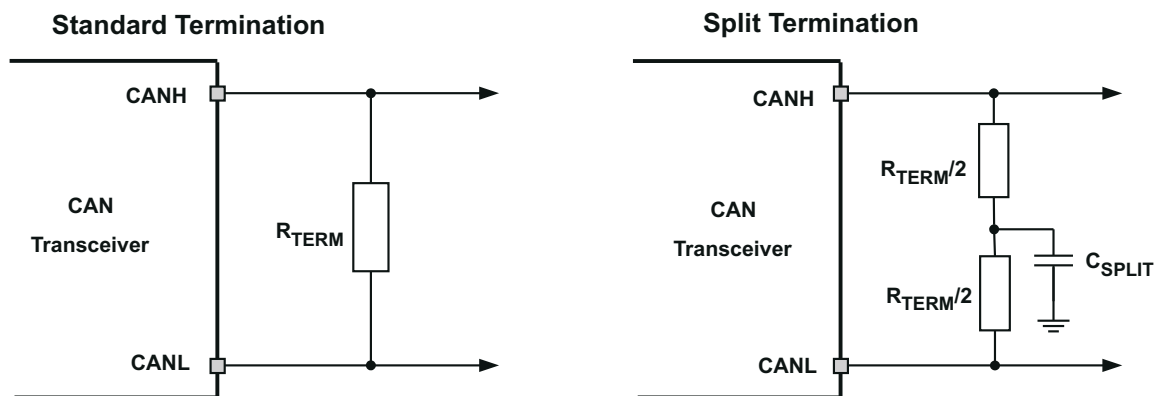 Standard Termination
CANH
CAN
Transceiver
RTERM
CANL
Split Termination
CANH
RTERM/2
CAN
Transceiver
CSPLIT
RTERM/2
CANL